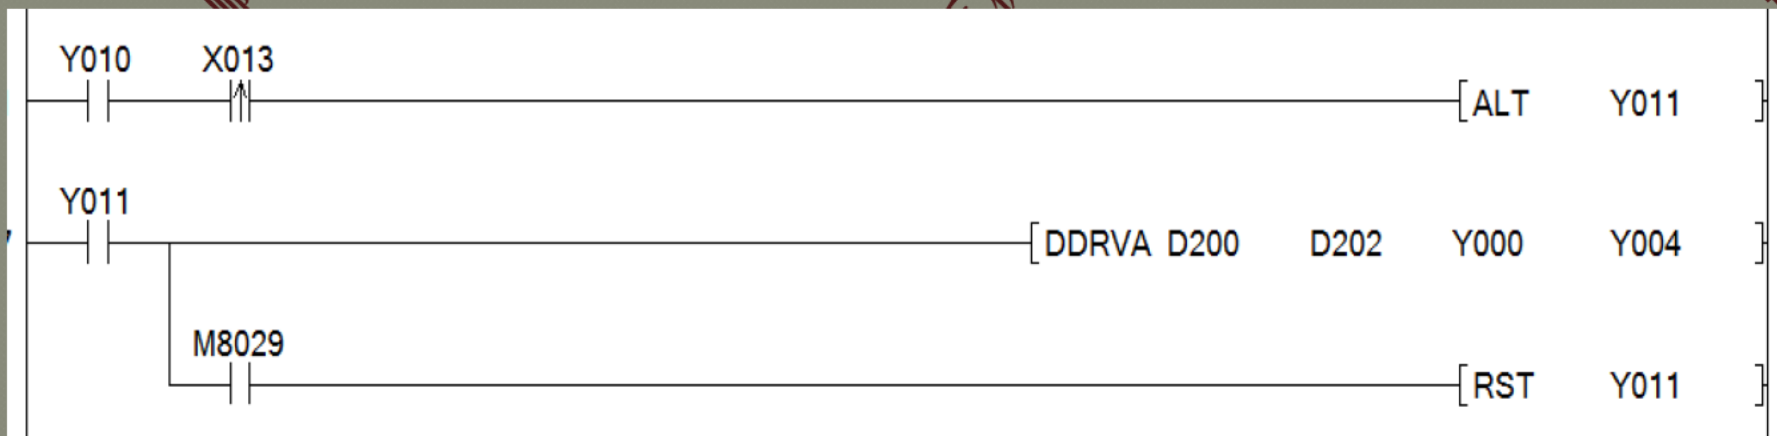 Y010 X013
ALT Y011
Y011
DDRVA D200 D202 Y000 Y004
M8029
RST Y011